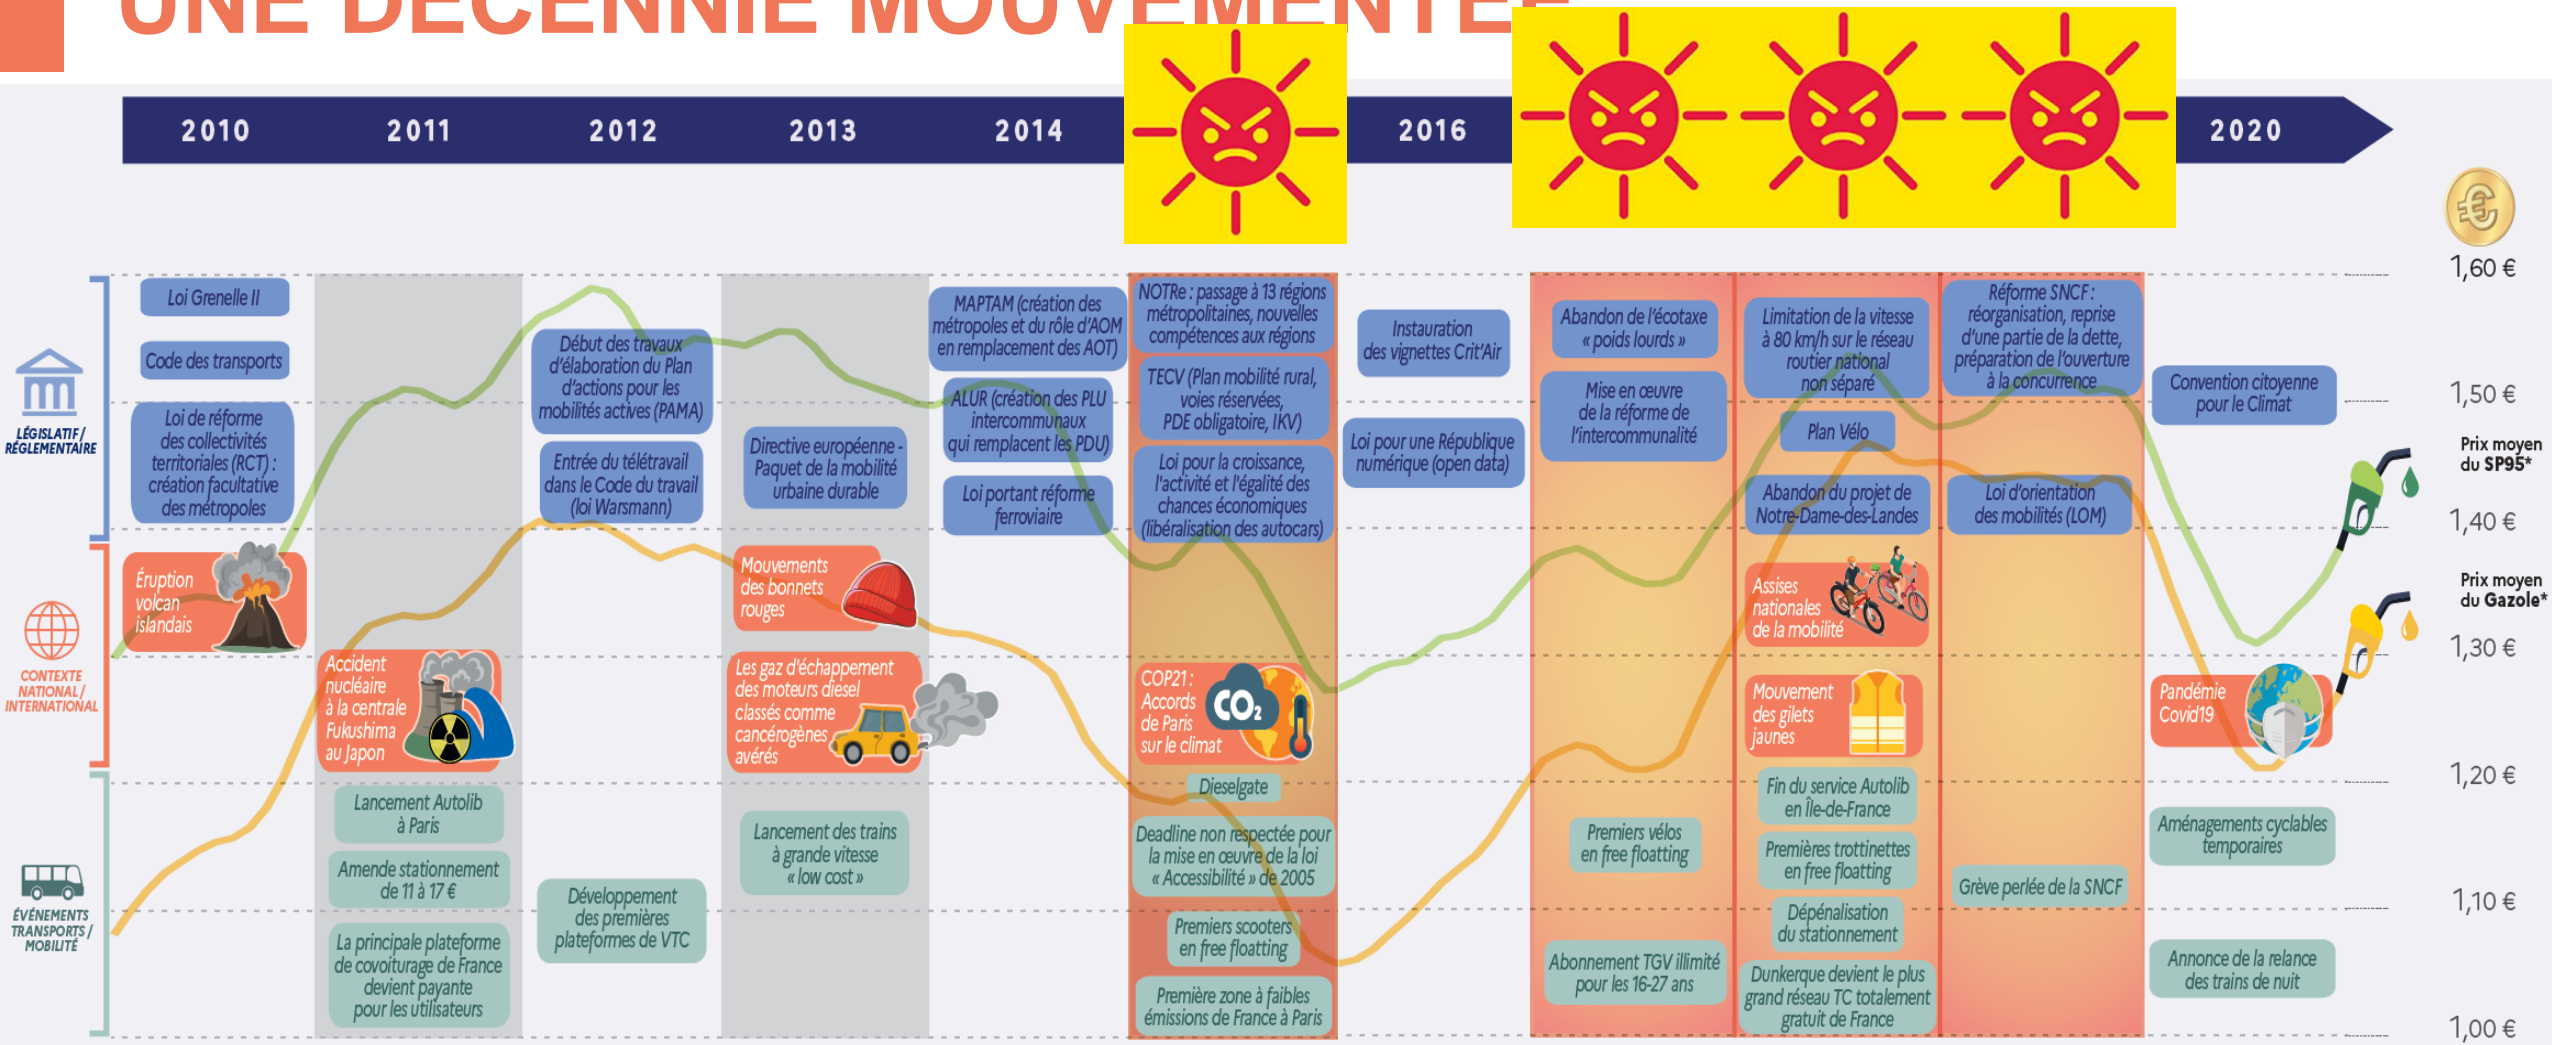 UNE DÉCENNIE MOUVEMENTÉE
2010
2011
2012
2013
2014
2016
2020
LÉGISLATIF /
RÉGLEMENTAIRE
Loi Grenelle II
Code des transports
Loi de réforme
des collectivités
territoriales (RCT) :
création facultative
des métropoles
Début des travaux
d'élaboration du Plan
d'actions pour les
mobilités actives (PAMA)
Entrée du télétravail
dans le Code du travail
(loi Warsmann)
Directive européenne -
Paquet de la mobilité
urbaine durable
MAPTAM (création des
métropoles et du rôle d'AOM
en remplacement des AOT)
ALUR (création des PLU
intercommunaux
qui remplacent les PDU)
Loi portant réforme
ferroviaire
NOTRe : passage à 13 régions
métropolitaines, nouvelles
compétences aux régions
TECV (Plan mobilité rural,
voies réservées,
PDE obligatoire, IKV)
Loi pour la croissance,
l'activité et l'égalité des
chances économiques
(libéralisation des autocars)
Instauration
des vignettes Crit'Air
Loi pour une République
numérique (open data)
Abandon de l'écotaxe
« poids lourds »
Mise en œuvre
de la réforme de
l'intercommunalité
Limitation de la vitesse
à 80 km/h sur le réseau
routier national
non séparé
Plan Vélo
Abandon du projet de
Notre-Dame-des-Landes
Réforme SNCF :
réorganisation, reprise
d'une partie de la dette,
préparation de l'ouverture
à la concurrence
Loi d'orientation
des mobilités (LOM)
Convention citoyenne
pour le Climat
CONTEXTE
NATIONAL /
INTERNATIONAL
Éruption
volcan
islandais
Accident
nucléaire
à la centrale
Fukushima
au Japon
Mouvements
des bonnets
rouges
Les gaz d'échappement
des moteurs diesel
classés comme
cancérogènes
avérés
COP21 :
Accords
de Paris
sur le climat
CO2
Assises
nationales
de la mobilité
Mouvement
des gilets
jaunes
Pandémie
Covid19
ÉVÉNEMENTS
TRANSPORTS /
MOBILITÉ
Lancement Autolib
à Paris
Amende stationnement
de 11 à 17 €
La principale plateforme
de covoiturage de France
devient payante
pour les utilisateurs
Développement
des premières
plateformes de VTC
Lancement des trains
à grande vitesse
« low cost »
Dieselgate
Deadline non respectée pour
la mise en œuvre de la loi
« Accessibilité » de 2005
Premiers scooters
en free floatting
Première zone à faibles
émissions de France à Paris
Premiers vélos
en free floatting
Abonnement TGV illimité
pour les 16-27 ans
Fin du service Autolib
en Île-de-France
Premières trottinettes
en free floatting
Dépénalisation
du stationnement
Dunkerque devient le plus
grand réseau TC totalement
gratuit de France
Grève perlée de la SNCF
Aménagements cyclables
temporaires
Annonce de la relance
des trains de nuit
€
1,60 €
1,50 €
Prix moyen
du SP95*
1,40 €
Prix moyen
du Gazole*
1,30 €
1,20 €
1,10 €
1,00 €